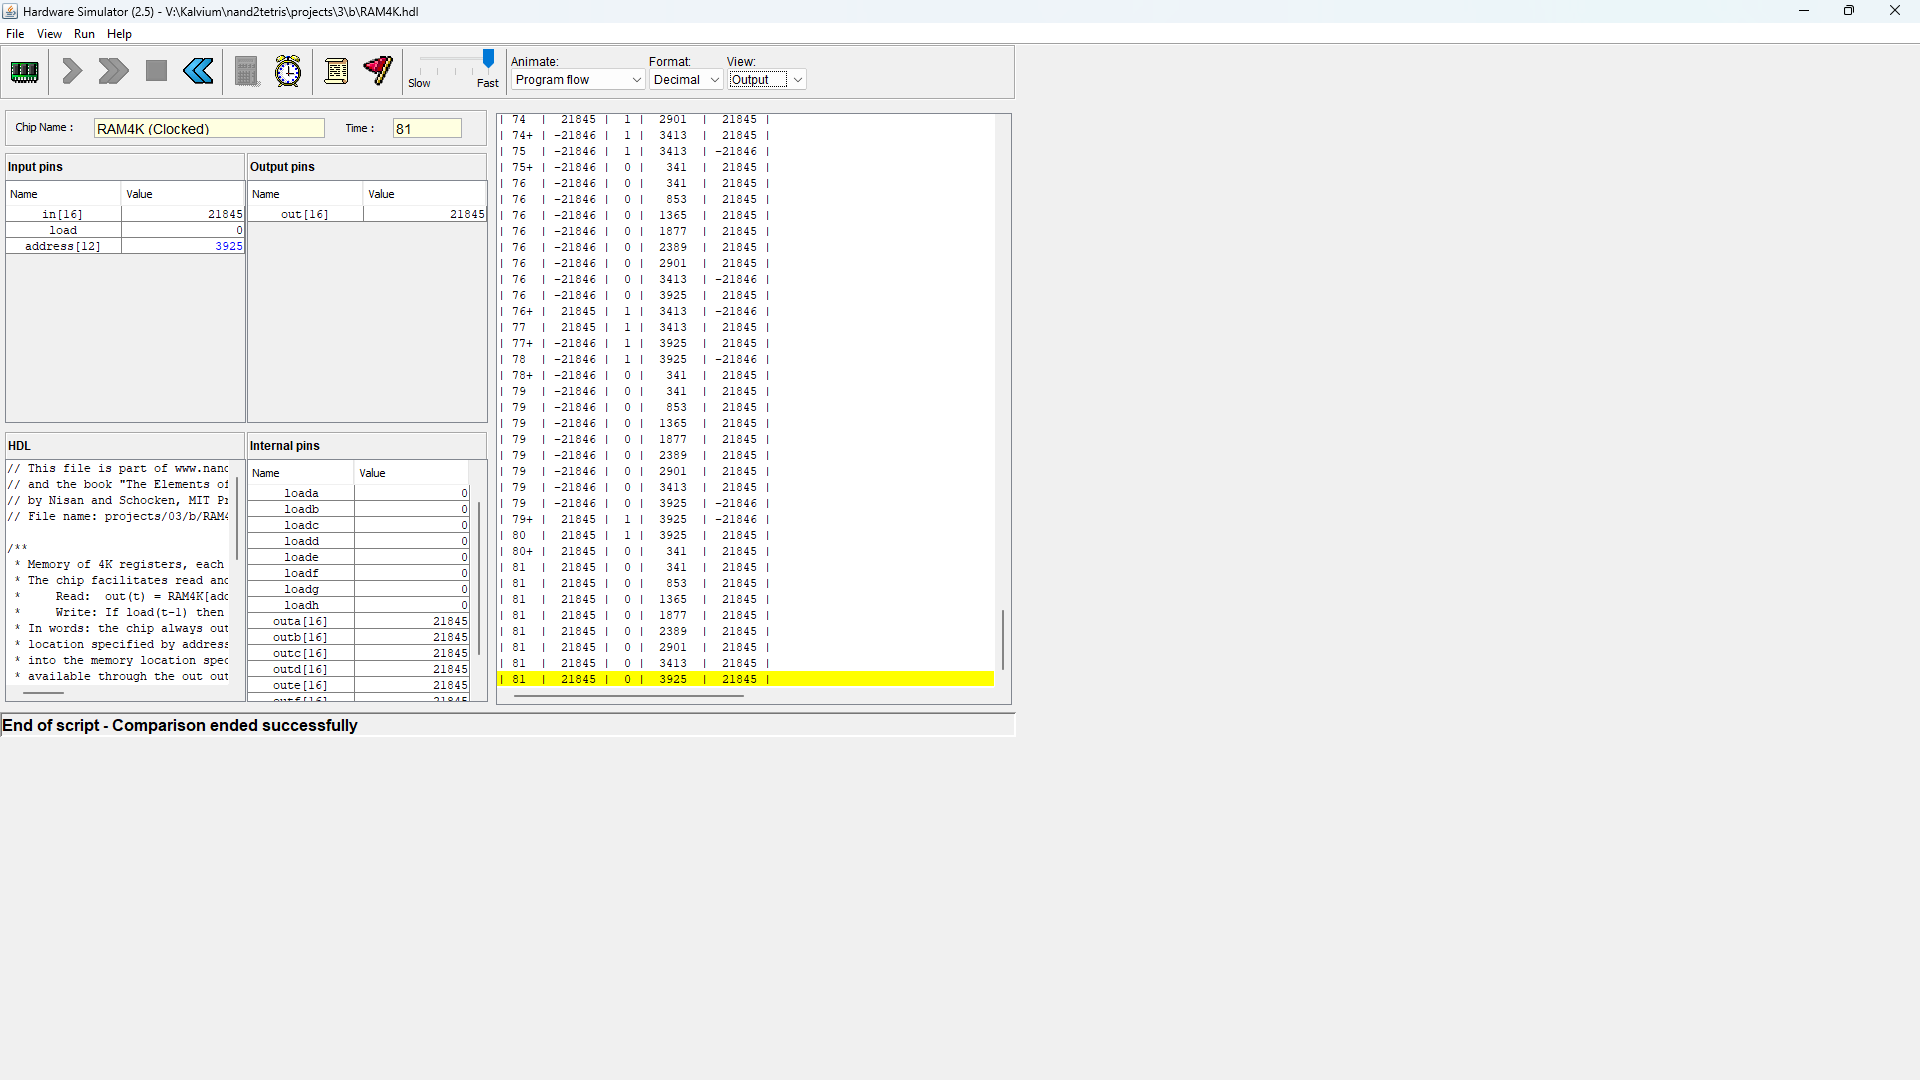 Hardware Simulator (2.5) - V:\Kalvium\nand2tetris\projects\3\b\RAM4K.hdl
File View Run Help
Slow Fast
Animate: Format: View:
Program flow Decimal Output
Chip Name : RAM4K (Clocked) Time : 81
Input pins
Name Value
in[16] 21845
load 0
address[12] 3925
Output pins
Name Value
out[16] 21845
HDL
// This file is part of www.nand
// and the book "The Elements of
// by Nisan and Schocken, MIT Pr
// File name: projects/03/b/RAM4
/**
* Memory of 4K registers, each
* The chip facilitates read and
* Read: out(t) = RAM4K[add
* Write: If load(t-1) then
* In words: the chip always out
* location specified by address
* into the memory location spec
* available through the out out
Internal pins
Name Value
loada 0
loadb 0
loadc 0
loadd 0
loade 0
loadf 0
loadg 0
loadh 0
outa[16] 21845
outb[16] 21845
outc[16] 21845
outd[16] 21845
oute[16] 21845
outf[16] 21845
| 74 | 21845 | 1 | 2901 | 21845 |
| 74+ | -21846 | 1 | 3413 | 21845 |
| 75 | -21846 | 1 | 3413 | -21846 |
| 75+ | -21846 | 0 | 341 | 21845 |
| 76 | -21846 | 0 | 341 | 21845 |
| 76 | -21846 | 0 | 853 | 21845 |
| 76 | -21846 | 0 | 1365 | 21845 |
| 76 | -21846 | 0 | 1877 | 21845 |
| 76 | -21846 | 0 | 2389 | 21845 |
| 76 | -21846 | 0 | 2901 | 21845 |
| 76 | -21846 | 0 | 3413 | -21846 |
| 76 | -21846 | 0 | 3925 | 21845 |
| 76+ | 21845 | 1 | 3413 | -21846 |
| 77 | 21845 | 1 | 3413 | 21845 |
| 77+ | -21846 | 1 | 3925 | 21845 |
| 78 | -21846 | 1 | 3925 | -21846 |
| 78+ | -21846 | 0 | 341 | 21845 |
| 79 | -21846 | 0 | 341 | 21845 |
| 79 | -21846 | 0 | 853 | 21845 |
| 79 | -21846 | 0 | 1365 | 21845 |
| 79 | -21846 | 0 | 1877 | 21845 |
| 79 | -21846 | 0 | 2389 | 21845 |
| 79 | -21846 | 0 | 2901 | 21845 |
| 79 | -21846 | 0 | 3413 | 21845 |
| 79 | -21846 | 0 | 3925 | -21846 |
| 79+ | 21845 | 1 | 3925 | -21846 |
| 80 | 21845 | 1 | 3925 | 21845 |
| 80+ | 21845 | 0 | 341 | 21845 |
| 81 | 21845 | 0 | 341 | 21845 |
| 81 | 21845 | 0 | 853 | 21845 |
| 81 | 21845 | 0 | 1365 | 21845 |
| 81 | 21845 | 0 | 1877 | 21845 |
| 81 | 21845 | 0 | 2389 | 21845 |
| 81 | 21845 | 0 | 2901 | 21845 |
| 81 | 21845 | 0 | 3413 | 21845 |
| 81 | 21845 | 0 | 3925 | 21845 |
End of script - Comparison ended successfully